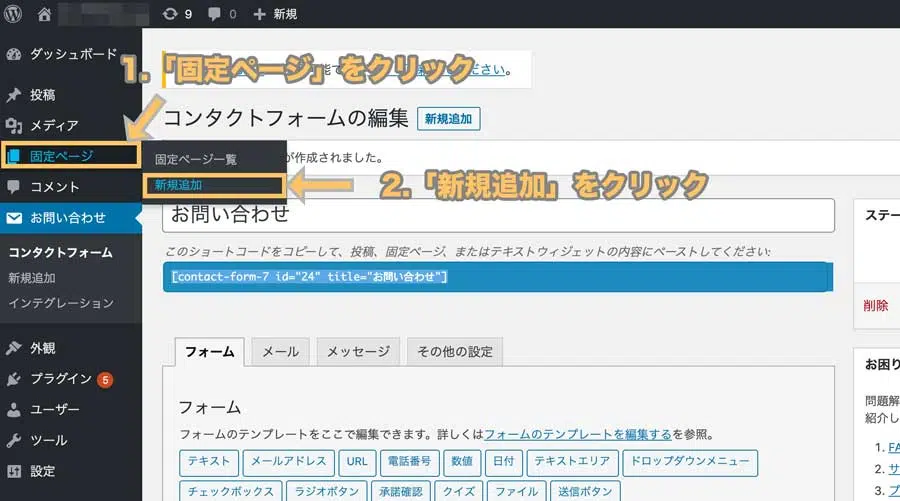 9 0 + 新規
ダッシュボード
投稿
メディア
固定ページ
コメント
お問い合わせ
コンタクトフォーム
新規追加
インテグレーション
外観
プラグイン 5
ユーザー
ツール
設定
1.「固定ページ」をクリック
ださい。
コンタクトフォームの編集 新規追加
固定ページ一覧
新規追加
が作成されました。
2.「新規追加」をクリック
お問い合わせ
このショートコードをコピーして、投稿、固定ページ、またはテキストウィジェットの内容にペーストしてください:
[contact-form-7 id="24" title="お問い合わせ"]
フォーム メール メッセージ その他の設定
フォーム
フォームのテンプレートをここで編集できます。詳しくはフォームのテンプレートを編集するを参照。
テキスト メールアドレス URL 電話番号 数値 日付 テキストエリア ドロップダウンメニュー
チェックボックス ラジオボタン 承諾確認 クイズ ファイル 送信ボタン
ステー
削除
お困り
問題解
紹介し
1. FA
2. サ
3. プ